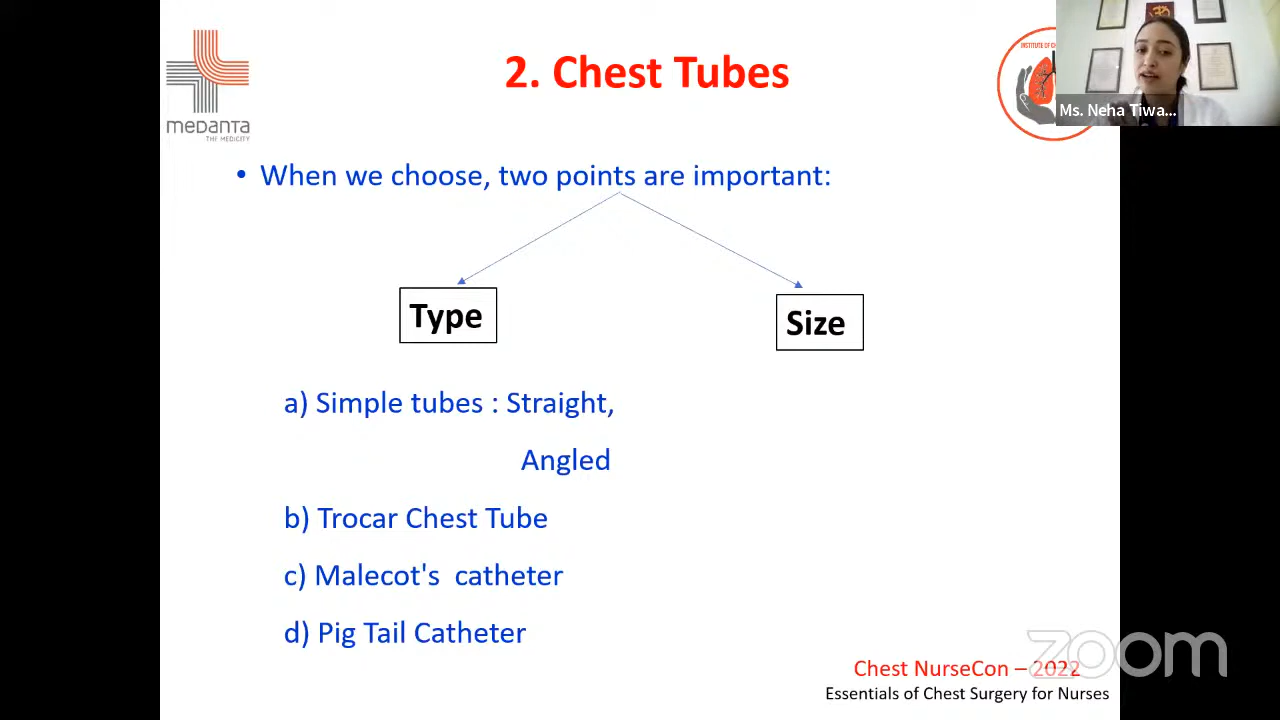 2. Chest Tubes
medanta
THE MEDICITY
INSTITUTE OF
Ms. Neha Tiwa...
• When we choose, two points are important:
Type
Size
a) Simple tubes : Straight,
Angled
b) Trocar Chest Tube
c) Malecot's catheter
d) Pig Tail Catheter
zoom
Chest NurseCon – 2022
Essentials of Chest Surgery for Nurses